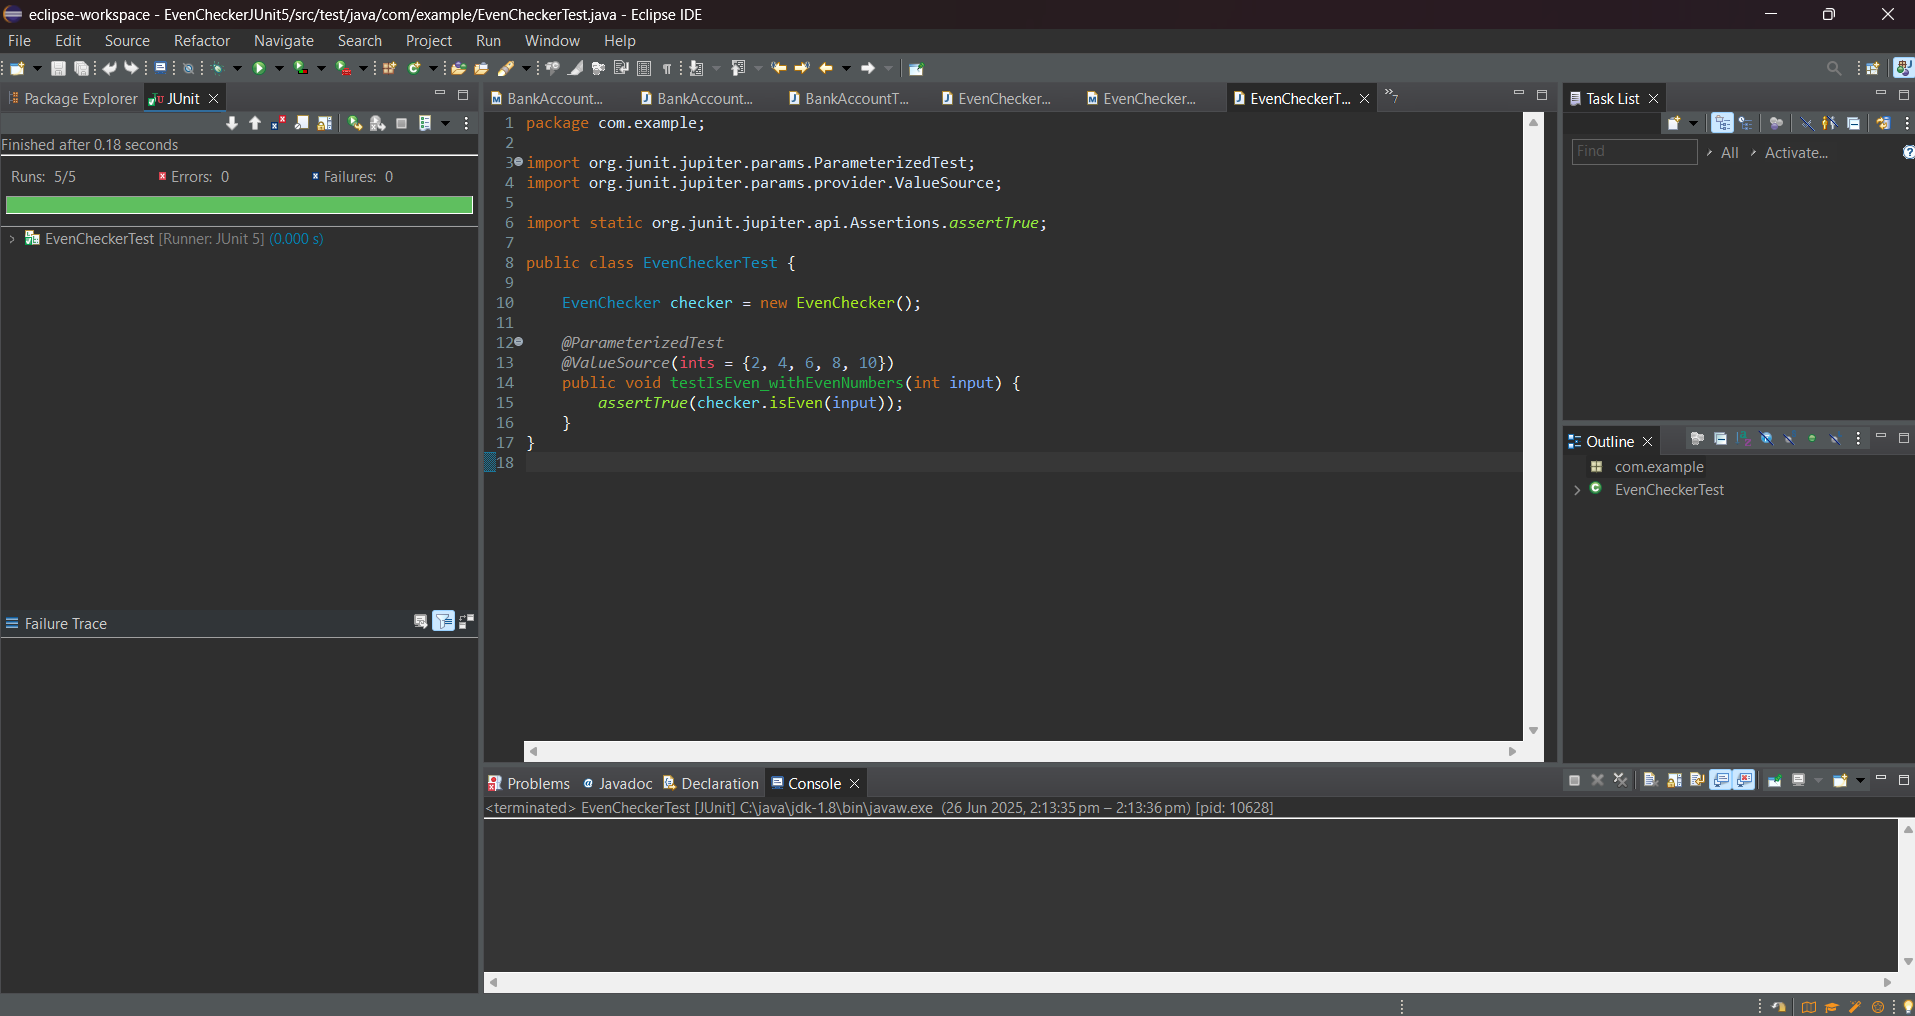 eclipse-workspace - EvenCheckerJUnit5/src/test/java/com/example/EvenCheckerTest.java - Eclipse IDE
File Edit Source Refactor Navigate Search Project Run Window Help
Package Explorer JUnit
Finished after 0.18 seconds
Runs: 5/5 Errors: 0 Failures: 0
EvenCheckerTest [Runner: JUnit 5] (0.000 s)
Failure Trace
BankAccount... BankAccount... BankAccountT... EvenChecker... EvenChecker... EvenCheckerT... »7
1 package com.example;
2
3 import org.junit.jupiter.params.ParameterizedTest;
4 import org.junit.jupiter.params.provider.ValueSource;
5
6 import static org.junit.jupiter.api.Assertions.assertTrue;
7
8 public class EvenCheckerTest {
9
10 EvenChecker checker = new EvenChecker();
11
12 @ParameterizedTest
13 @ValueSource(ints = {2, 4, 6, 8, 10})
14 public void testIsEven_withEvenNumbers(int input) {
15 assertTrue(checker.isEven(input));
16 }
17 }
18
Problems Javadoc Declaration Console
<terminated> EvenCheckerTest [JUnit] C:\java\jdk-1.8\bin\javaw.exe (26 Jun 2025, 2:13:35 pm – 2:13:36 pm) [pid: 10628]
Task List
Find All Activate...
Outline
com.example
EvenCheckerTest